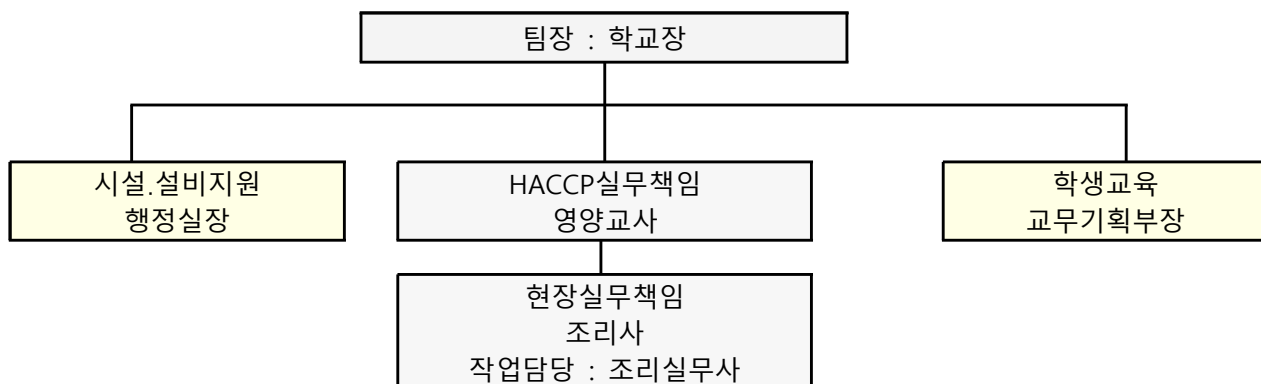 팀장 : 학교장
시설.설비지원
행정실장
HACCP실무책임
영양교사
학생교육
교무기획부장
현장실무책임
조리사
작업담당 : 조리실무사